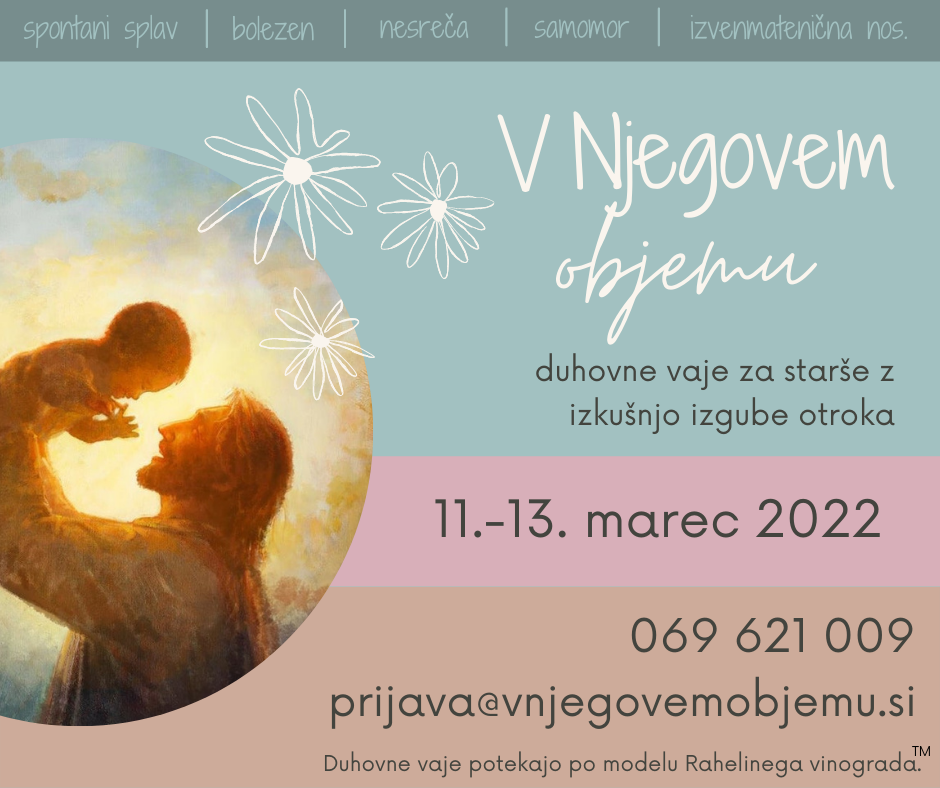 spontani splav | bolezen | nesreča | samomor | izvenmatenična nos.
V Njegovem
objemu
duhovne vaje za starše z
izkušnjo izgube otroka
11.-13. marec 2022
069 621 009
prijava@vnjegovemobjemu.si
Duhovne vaje potekajo po modelu Rahelinega vinograda.™